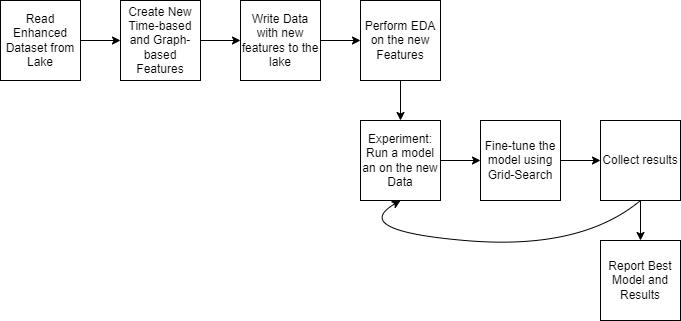 Read
Enhanced
Dataset from
Lake
Create New
Time-based
and Graph-
based
Features
Write Data
with new
features to the
lake
Perform EDA
on the new
Features
Experiment:
Run a model
an on the new
Data
Fine-tune the
model using
Grid-Search
Collect results
Report Best
Model and
Results